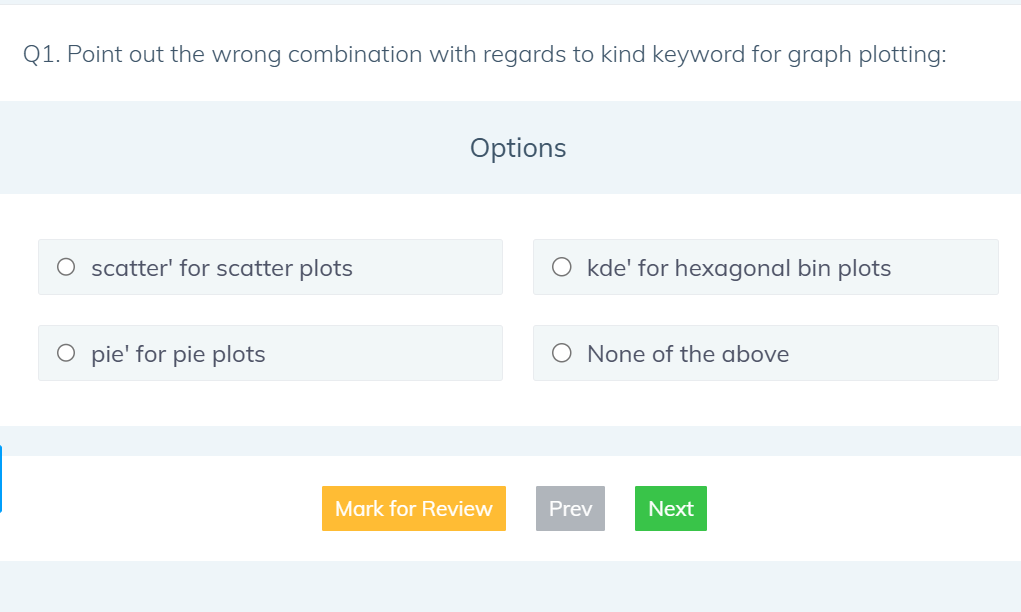 Q1. Point out the wrong combination with regards to kind keyword for graph plotting:
Options
scatter' for scatter plots
kde' for hexagonal bin plots
pie' for pie plots
None of the above
Mark for Review
Prev
Next